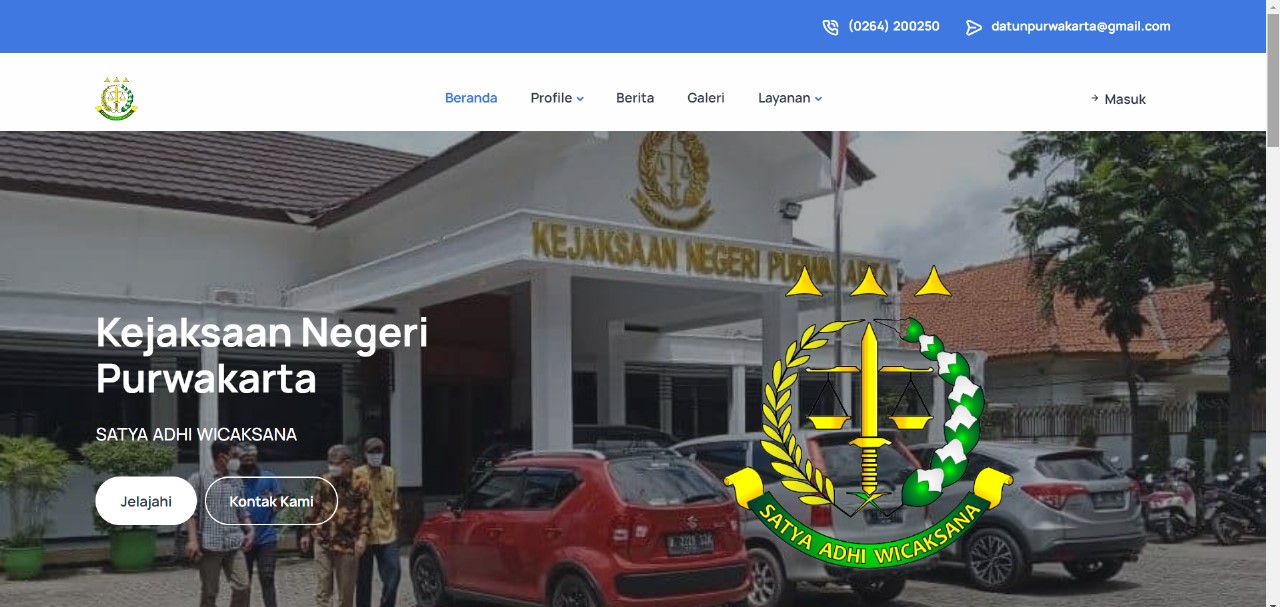 (0264) 200250 datunpurwakarta@gmail.com
Beranda Profile Berita Galeri Layanan Masuk
KEJAKSAAN NEGERI PURWAKARTA
Kejaksaan Negeri
Purwakarta
SATYA ADHI WICAKSANA
Jelajahi Kontak Kami
SATYA ADHI WICAKSANA